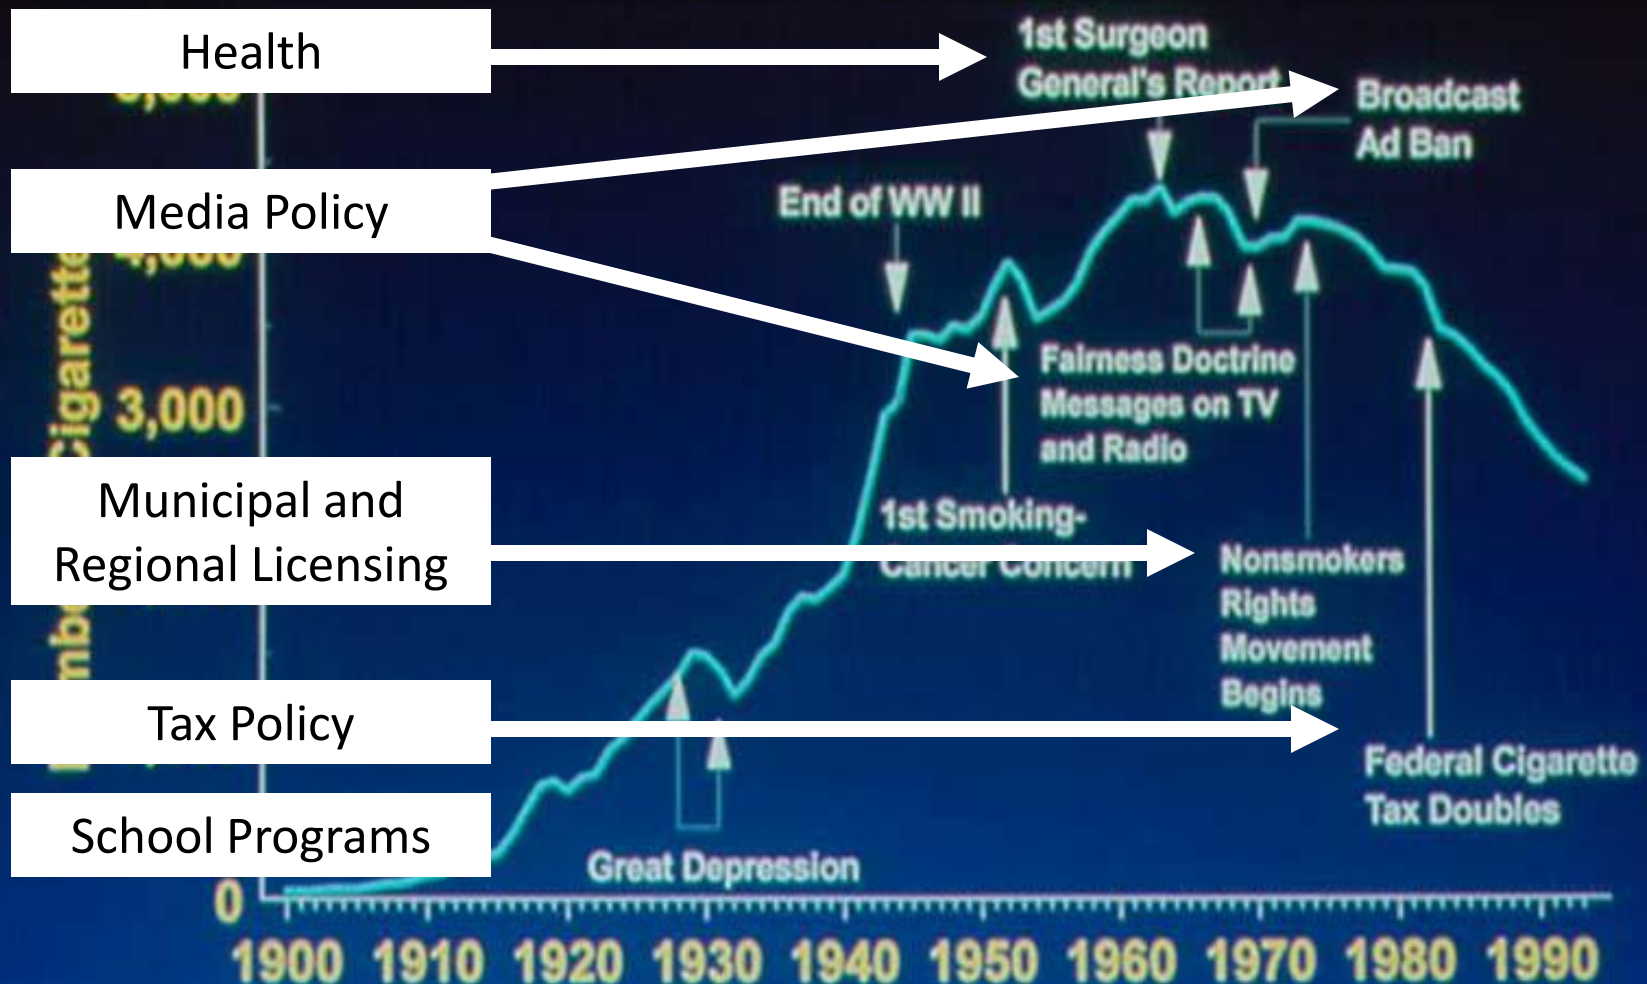 Health
Media Policy
Municipal and
Regional Licensing
Tax Policy
School Programs
1st Surgeon
General's Report
Broadcast
Ad Ban
End of WW II
Fairness Doctrine
Messages on TV
and Radio
1st Smoking-
Cancer Concern
Nonsmokers
Rights
Movement
Begins
Federal Cigarette
Tax Doubles
Great Depression
4,000
3,000
0
1900 1910 1920 1930 1940 1950 1960 1970 1980 1990